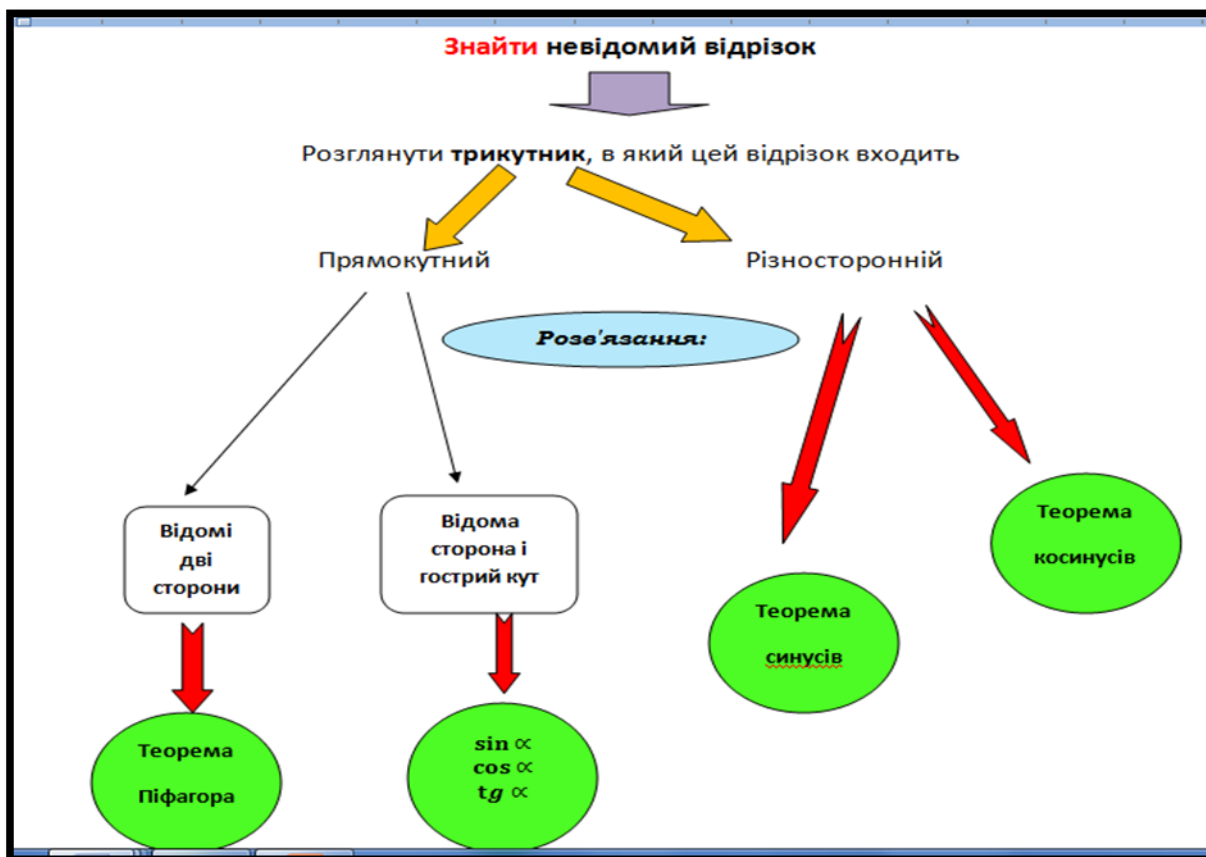 Знайти невідомий відрізок
Розглянути трикутник, в який цей відрізок входить
Прямокутний
Різносторонній
Розв'язання:
Відомі
дві
сторони
Відома
сторона і
гострий кут
Теорема
синусів
Теорема
косинусів
Теорема
Піфагора
sin ∝
cos ∝
tg ∝